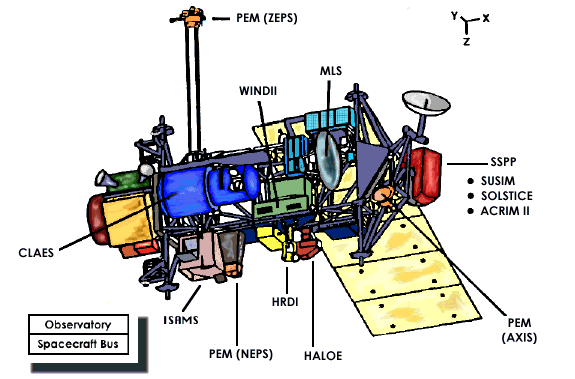 PEM (ZEPS)
Y X
Z
MLS
WINDII
SSPP
• SUSIM
• SOLSTICE
• ACRIM II
CLAES
ISAMS
HRDI
PEM (NEPS)
HALOE
PEM
(AXIS)
Observatory
Spacecraft Bus